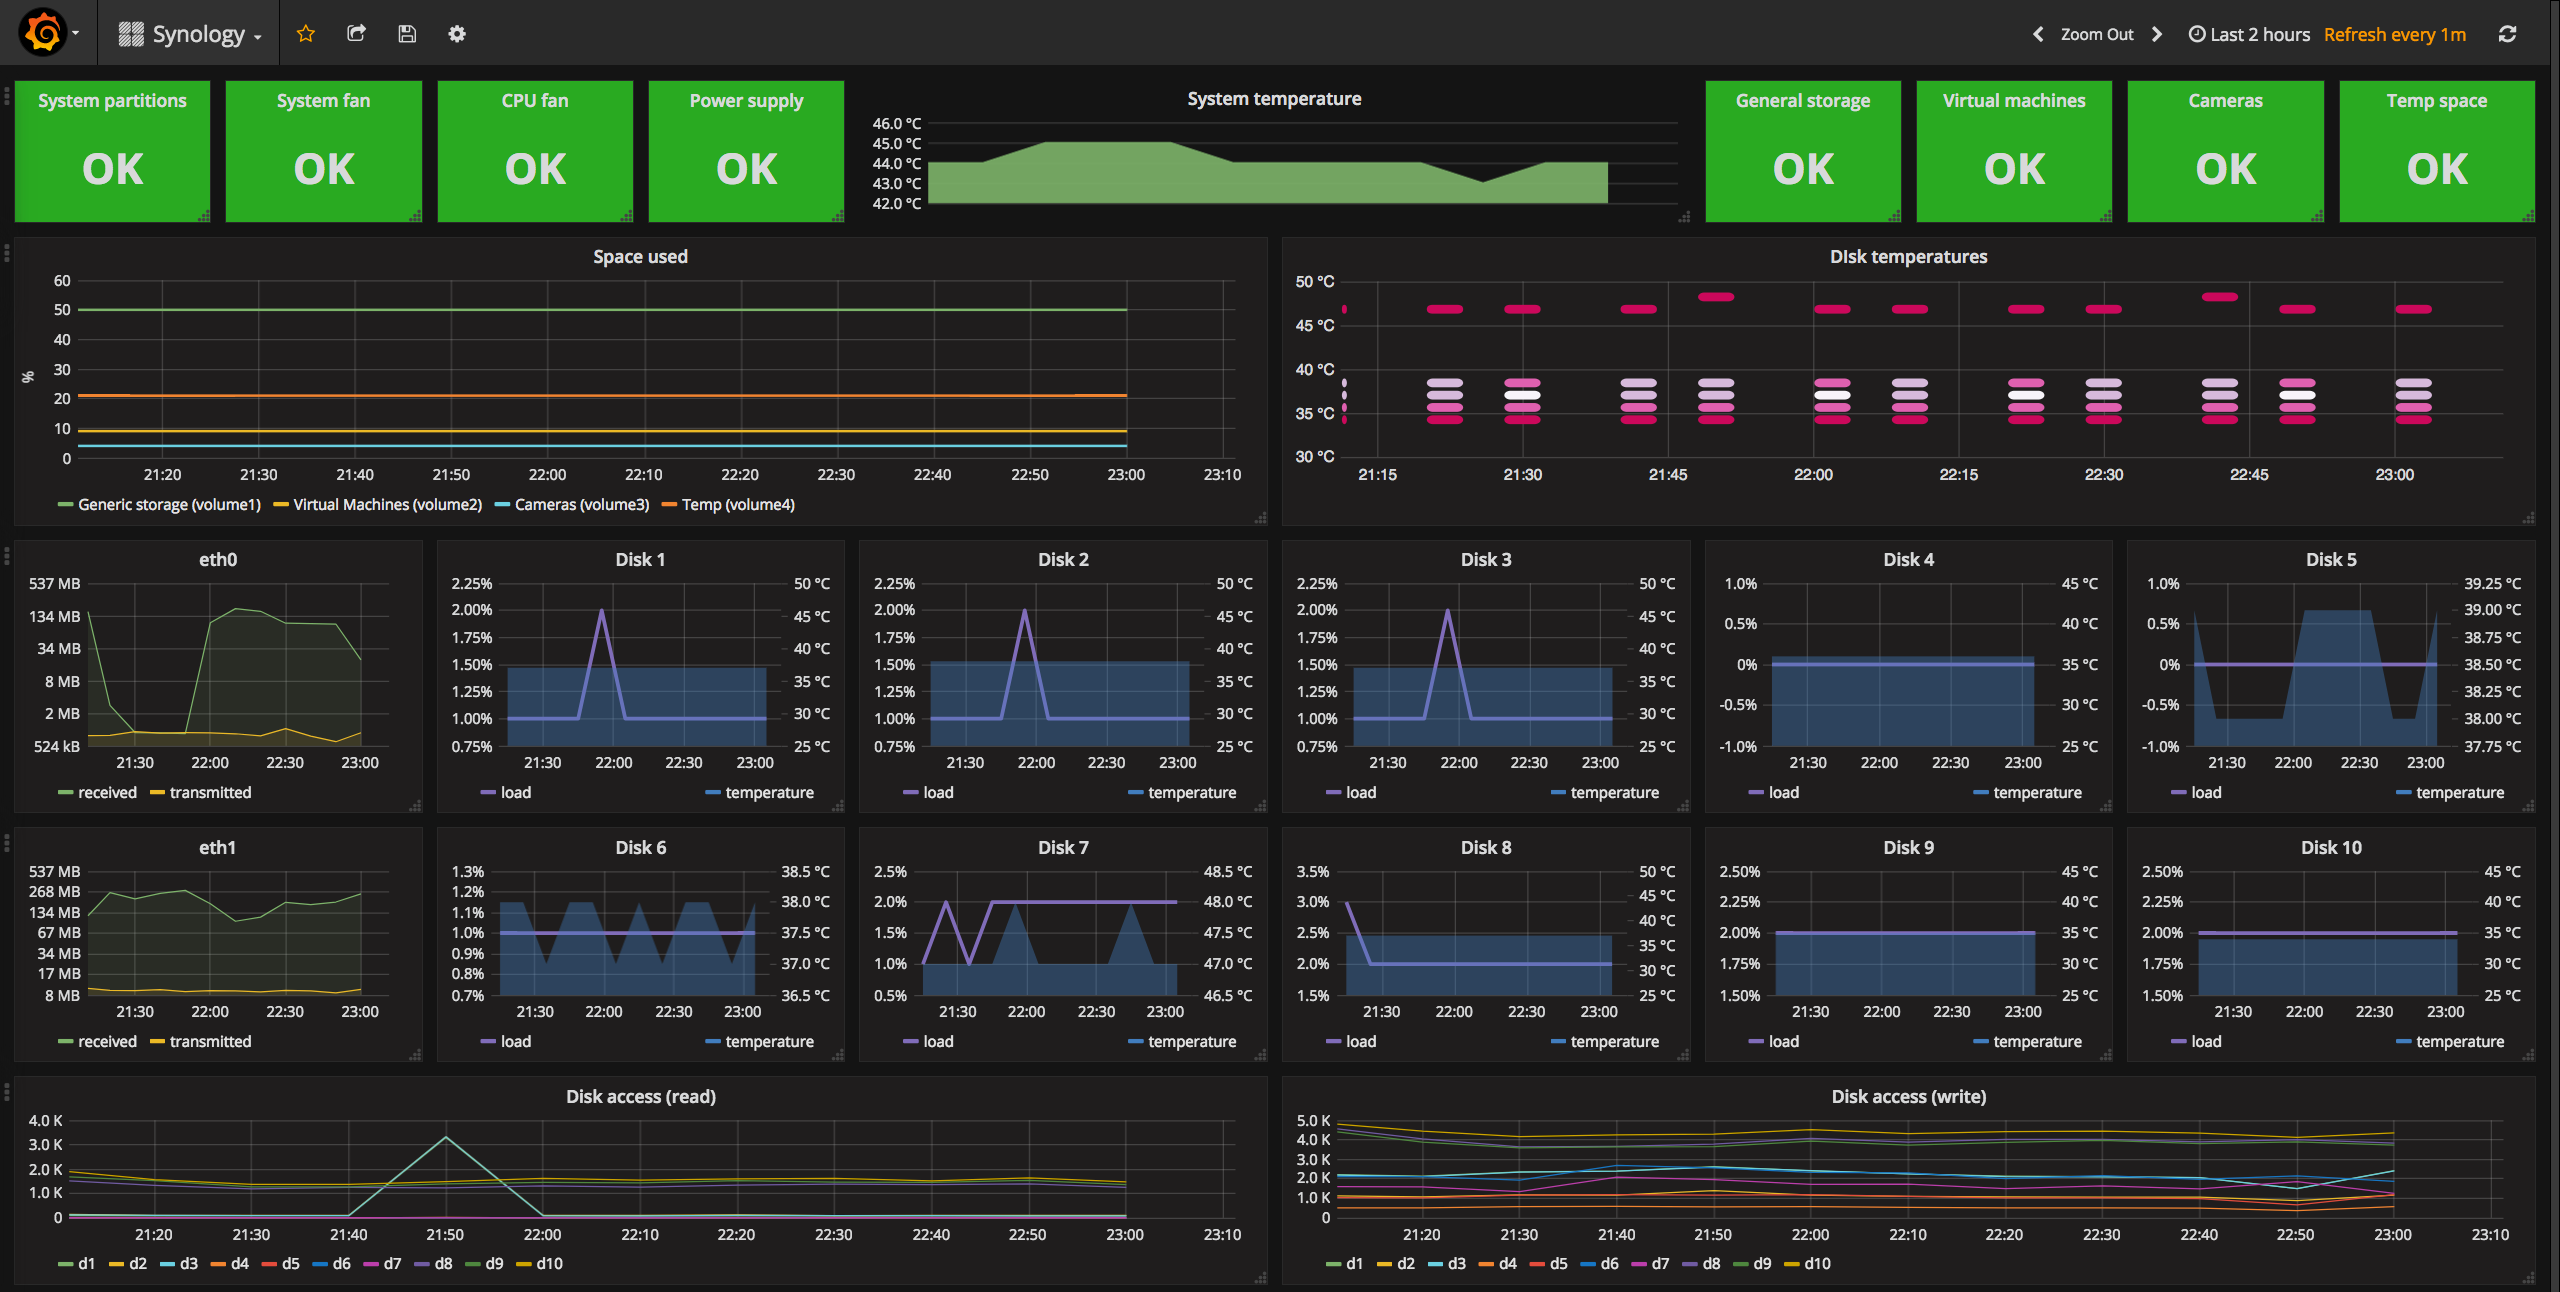 Synology
Zoom Out Last 2 hours Refresh every 1m
System partitions
OK
System fan
OK
CPU fan
OK
Power supply
OK
System temperature
46.0 °C
45.0 °C
44.0 °C
43.0 °C
42.0 °C
General storage
OK
Virtual machines
OK
Cameras
OK
Temp space
OK
Space used
%
60
50
40
30
20
10
0
21:20 21:30 21:40 21:50 22:00 22:10 22:20 22:30 22:40 22:50 23:00 23:10
Generic storage (volume1) Virtual Machines (volume2) Cameras (volume3) Temp (volume4)
DIsk temperatures
50 °C
45 °C
40 °C
35 °C
30 °C
21:15 21:30 21:45 22:00 22:15 22:30 22:45 23:00
eth0
537 MB
134 MB
34 MB
8 MB
2 MB
524 kB
21:30 22:00 22:30 23:00
received transmitted
Disk 1
2.25% 50 °C
2.00% 45 °C
1.75% 40 °C
1.50% 35 °C
1.25% 30 °C
1.00% 25 °C
0.75%
21:30 22:00 22:30 23:00
load temperature
Disk 2
2.25% 50 °C
2.00% 45 °C
1.75% 40 °C
1.50% 35 °C
1.25% 30 °C
1.00% 25 °C
0.75%
21:30 22:00 22:30 23:00
load temperature
Disk 3
2.25% 50 °C
2.00% 45 °C
1.75% 40 °C
1.50% 35 °C
1.25% 30 °C
1.00% 25 °C
0.75%
21:30 22:00 22:30 23:00
load temperature
Disk 4
1.0% 45 °C
0.5% 40 °C
0% 35 °C
-0.5% 30 °C
-1.0% 25 °C
21:30 22:00 22:30 23:00
load temperature
Disk 5
1.0% 39.25 °C
0.5% 39.00 °C
0% 38.75 °C
-0.5% 38.50 °C
-1.0% 38.25 °C
38.00 °C
37.75 °C
21:30 22:00 22:30 23:00
load temperature
eth1
537 MB
268 MB
134 MB
67 MB
34 MB
17 MB
8 MB
21:30 22:00 22:30 23:00
received transmitted
Disk 6
1.3% 38.5 °C
1.2% 38.0 °C
1.1% 37.5 °C
1.0% 37.0 °C
0.9% 36.5 °C
0.8%
0.7%
21:30 22:00 22:30 23:00
load temperature
Disk 7
2.5% 48.5 °C
2.0% 48.0 °C
1.5% 47.5 °C
1.0% 47.0 °C
0.5% 46.5 °C
21:30 22:00 22:30 23:00
load temperature
Disk 8
3.5% 50 °C
3.0% 45 °C
2.5% 40 °C
2.0% 35 °C
1.5% 30 °C
25 °C
21:30 22:00 22:30 23:00
load temperature
Disk 9
2.50% 45 °C
2.25% 40 °C
2.00% 35 °C
1.75% 30 °C
1.50% 25 °C
21:30 22:00 22:30 23:00
load temperature
Disk 10
2.50% 45 °C
2.25% 40 °C
2.00% 35 °C
1.75% 30 °C
1.50% 25 °C
21:30 22:00 22:30 23:00
load temperature
Disk access (read)
4.0 K
3.0 K
2.0 K
1.0 K
0
21:20 21:30 21:40 21:50 22:00 22:10 22:20 22:30 22:40 22:50 23:00 23:10
d1 d2 d3 d4 d5 d6 d7 d8 d9 d10
Disk access (write)
5.0 K
4.0 K
3.0 K
2.0 K
1.0 K
0
21:20 21:30 21:40 21:50 22:00 22:10 22:20 22:30 22:40 22:50 23:00 23:10
d1 d2 d3 d4 d5 d6 d7 d8 d9 d10